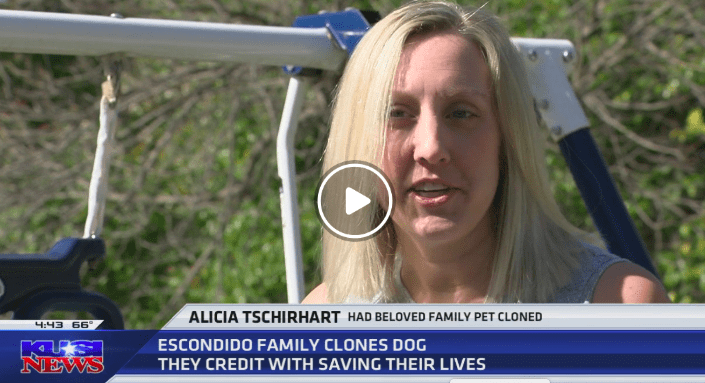 ALICIA TSCHIRHART HAD BELOVED FAMILY PET CLONED
4:43 66°
ESCONDIDO FAMILY CLONES DOG
THEY CREDIT WITH SAVING THEIR LIVES
KUSI
NEWS